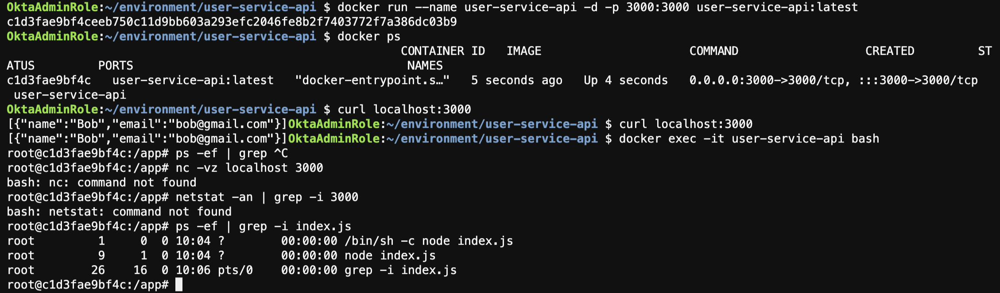 OktaAdminRole:~/environment/user-service-api $ docker run --name user-service-api -d -p 3000:3000 user-service-api:latest
c1d3fae9bf4ceeb750c11d9bb603a293efc2046fe8b2f7403772f7a386dc03b9
OktaAdminRole:~/environment/user-service-api $ docker ps
CONTAINER ID   IMAGE                     COMMAND                  CREATED         ST
ATUS         PORTS                                       NAMES
c1d3fae9bf4c   user-service-api:latest   "docker-entrypoint.s…"   5 seconds ago   Up 4 seconds   0.0.0.0:3000->3000/tcp, :::3000->3000/tcp
 user-service-api
OktaAdminRole:~/environment/user-service-api $ curl localhost:3000
[{"name":"Bob","email":"bob@gmail.com"}]OktaAdminRole:~/environment/user-service-api $ curl localhost:3000
[{"name":"Bob","email":"bob@gmail.com"}]OktaAdminRole:~/environment/user-service-api $ docker exec -it user-service-api bash
root@c1d3fae9bf4c:/app# ps -ef | grep ^C
root@c1d3fae9bf4c:/app# nc -vz localhost 3000
bash: nc: command not found
root@c1d3fae9bf4c:/app# netstat -an | grep -i 3000
bash: netstat: command not found
root@c1d3fae9bf4c:/app# ps -ef | grep -i index.js
root         1     0  0 10:04 ?        00:00:00 /bin/sh -c node index.js
root         9     1  0 10:04 ?        00:00:00 node index.js
root        26    16  0 10:06 pts/0    00:00:00 grep -i index.js
root@c1d3fae9bf4c:/app#